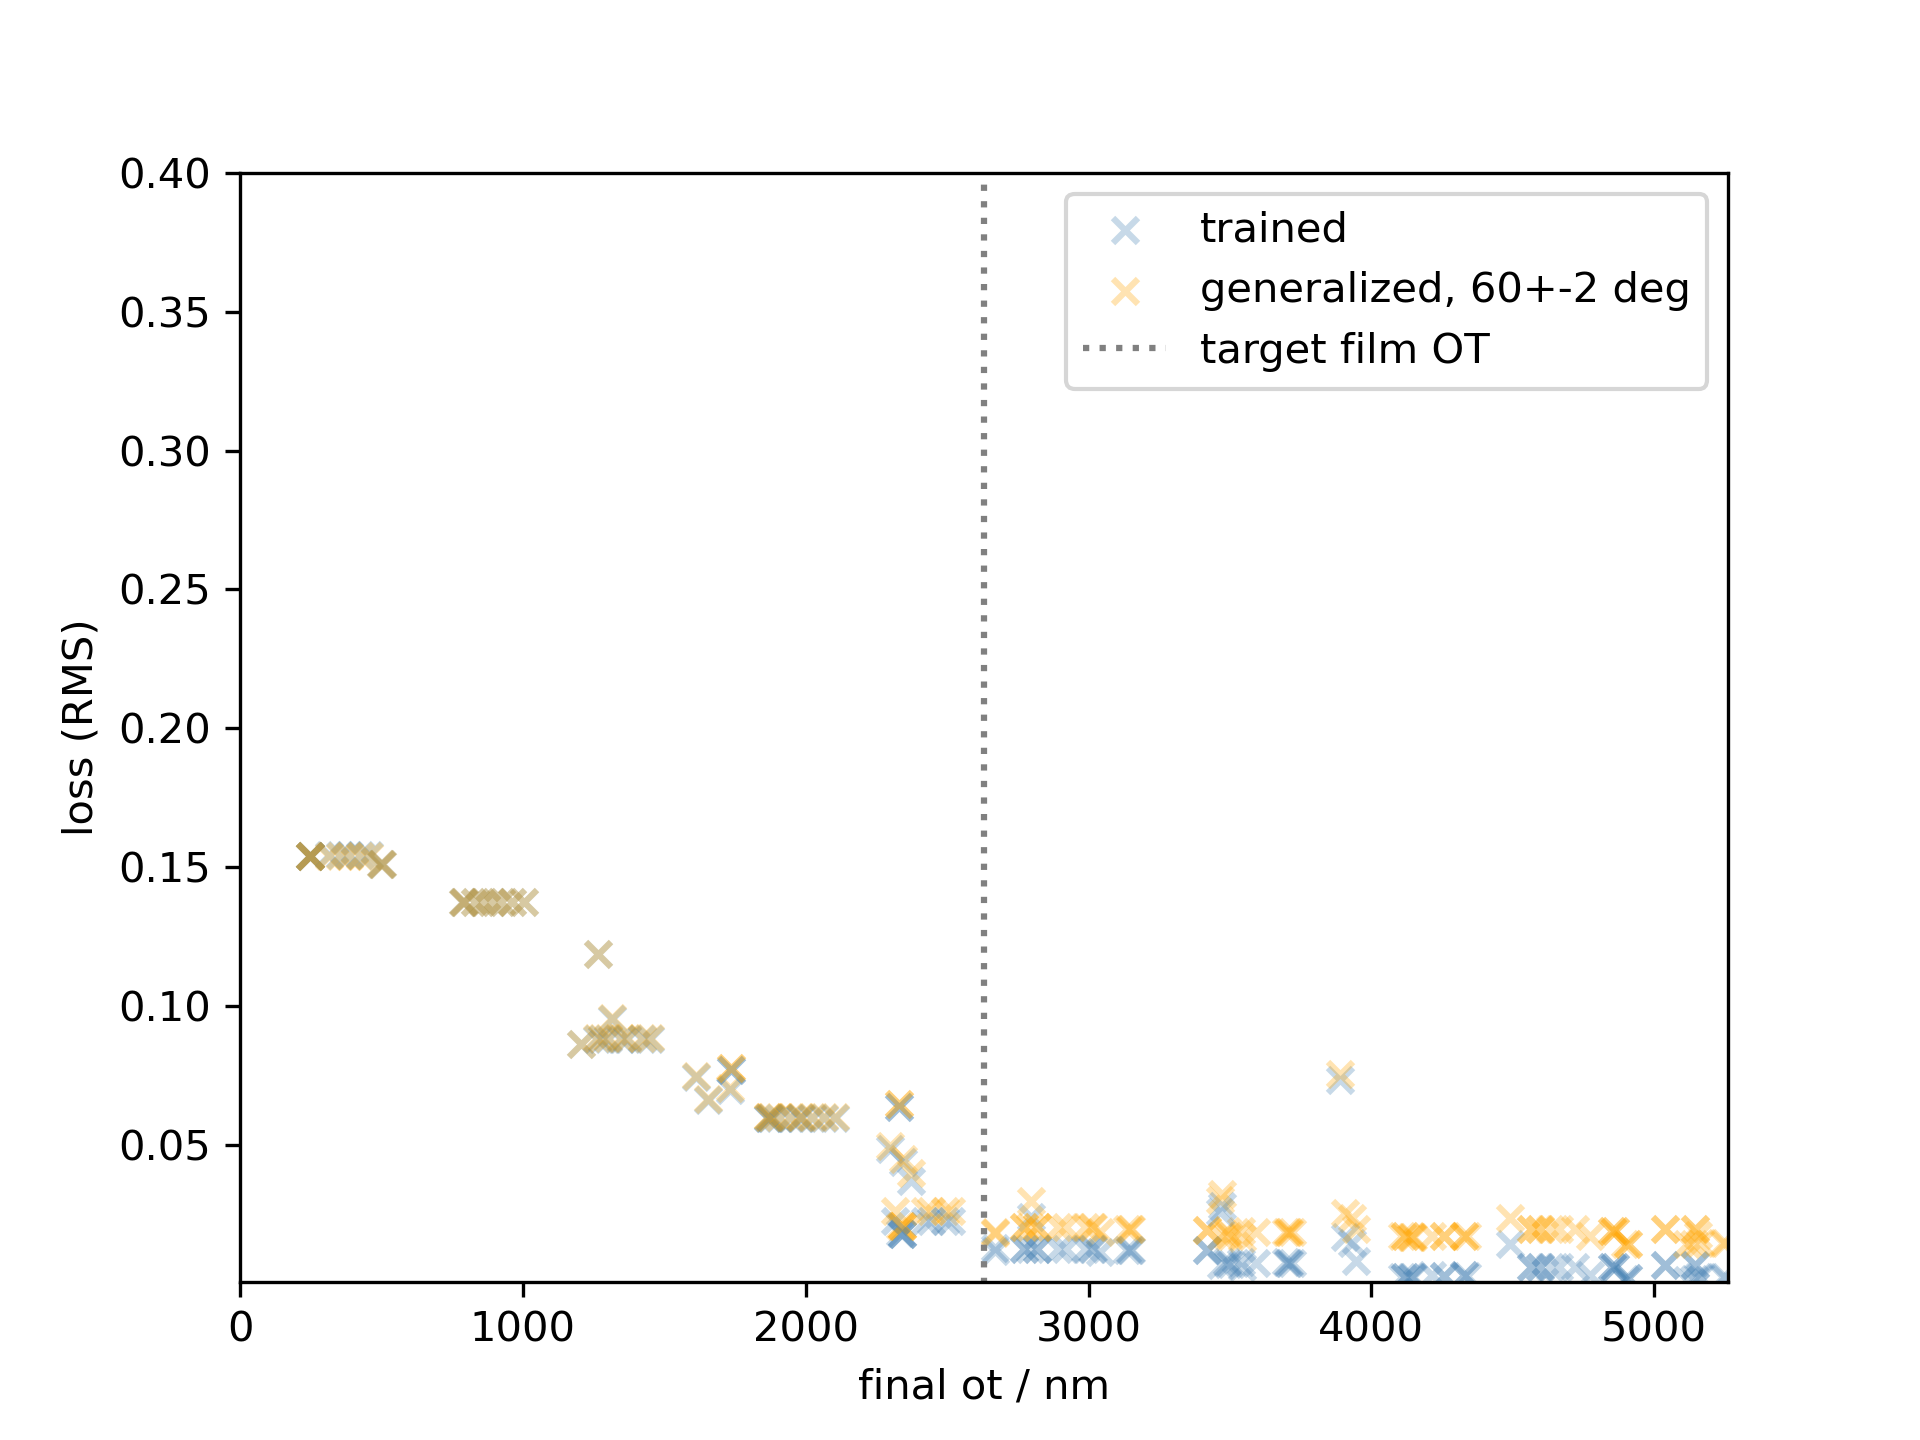 0.40
0.35
0.30
0.25
0.20
0.15
0.10
0.05
loss (RMS)
trained
generalized, 60+-2 deg
target film OT
0 1000 2000 3000 4000 5000
final ot / nm